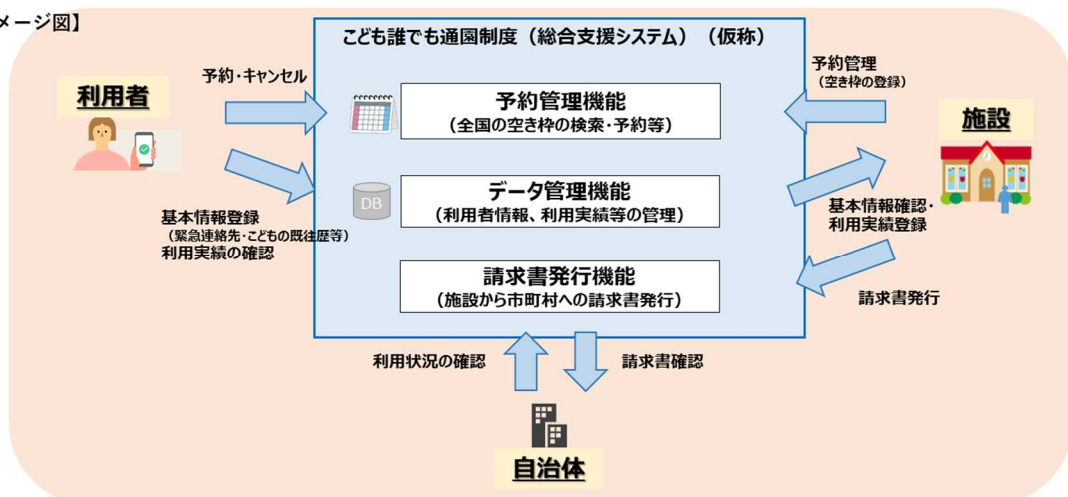 メージ図】
こども誰でも通園制度（総合支援システム）（仮称）
利用者
予約・キャンセル
基本情報登録
（緊急連絡先・こどもの既往歴等）
利用実績の確認
予約管理機能
（全国の空き枠の検索・予約等）
DB
データ管理機能
（利用者情報、利用実績等の管理）
請求書発行機能
（施設から市町村への請求書発行）
予約管理
（空き枠の登録）
施設
基本情報確認・
利用実績登録
請求書発行
利用状況の確認
請求書確認
自治体